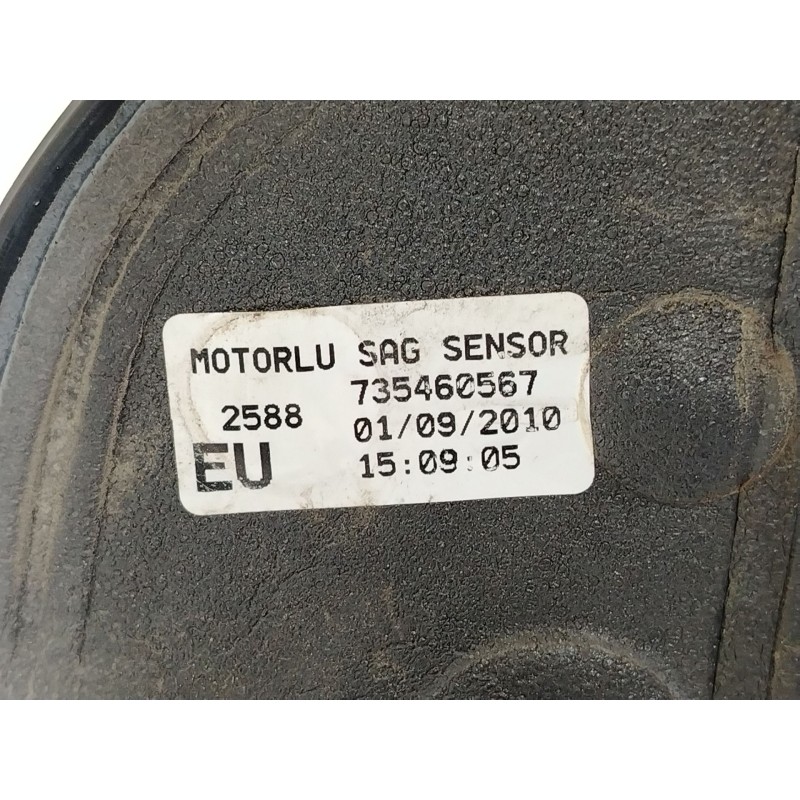 MOTORLU SAG SENSOR
735460567
2588 01/09/2010
EU 15:09:05